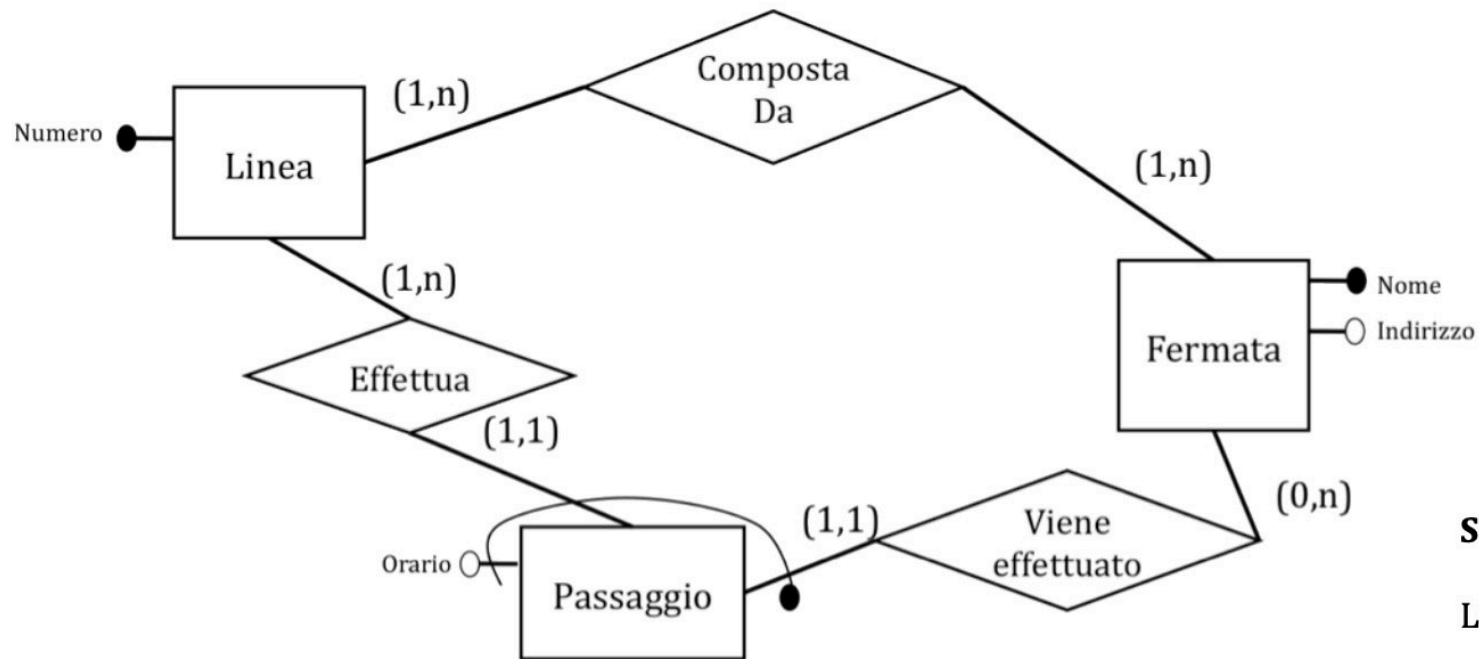 Composta
Da
(1,n)
Numero
Linea
(1,n)
(1,n)
Nome
Indirizzo
Fermata
Effettua
(1,1)
(1,1)
(0,n)
Viene
effettuato
Orario
Passaggio
S
L